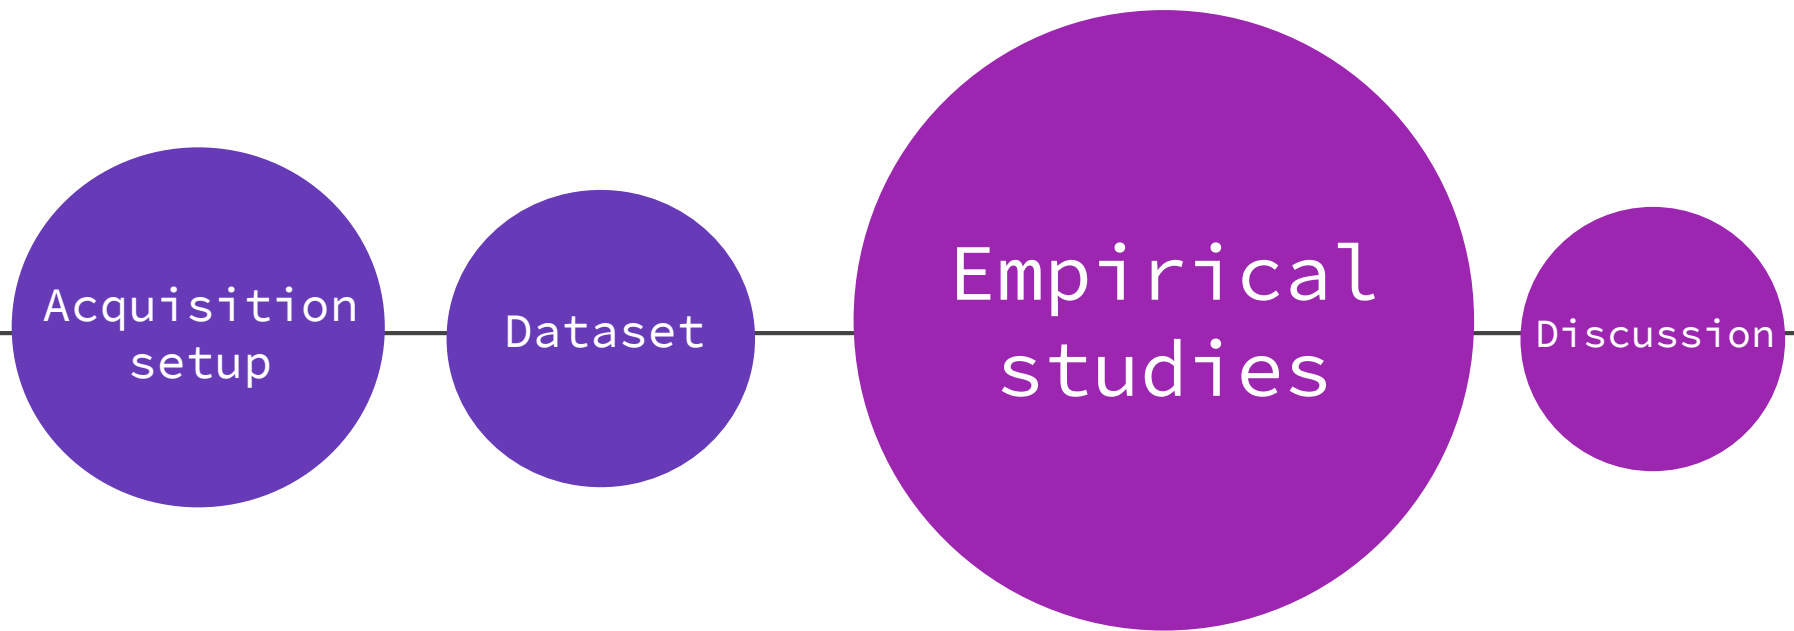 Acquisition
setup
Dataset
Empirical
studies
Discussion